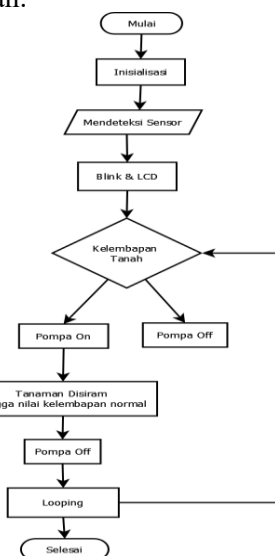 Mulai
Inisialisasi
Mendeteksi Sensor
Blink & LCD
Kelembapan
Tanah
Pompa On
Pompa Off
Tanaman Disiram
nilai kelembapan normal
Pompa Off
Looping
Selesai